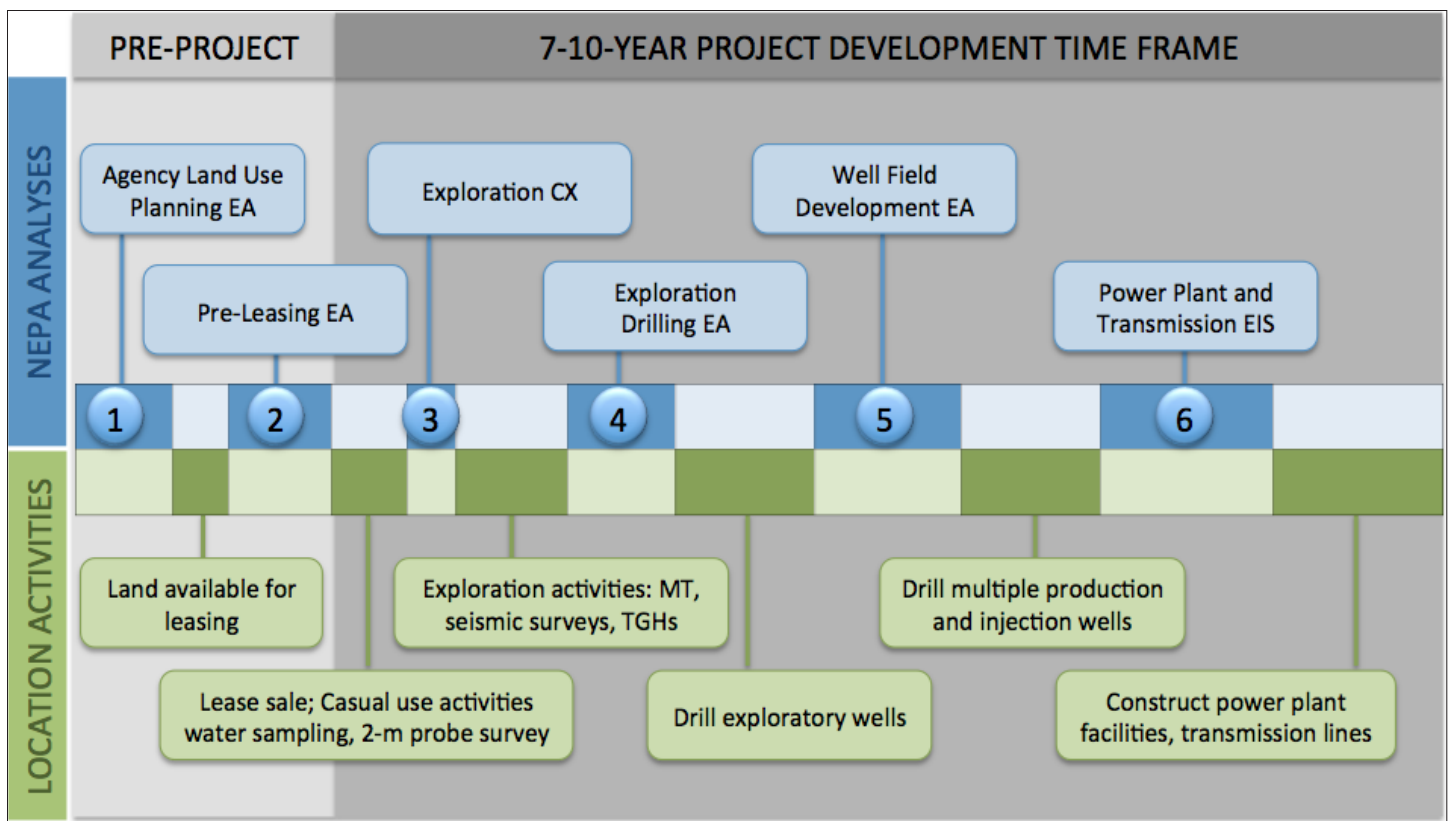 PRE-PROJECT
7-10-YEAR PROJECT DEVELOPMENT TIME FRAME
NEPA ANALYSES
Agency Land Use
Planning EA
Exploration CX
Well Field
Development EA
Pre-Leasing EA
Exploration
Drilling EA
Power Plant and
Transmission EIS
1
2
3
4
5
6
LOCATION ACTIVITIES
Land available for
leasing
Exploration activities: MT,
seismic surveys, TGHs
Drill multiple production
and injection wells
Lease sale; Casual use activities
water sampling, 2-m probe survey
Drill exploratory wells
Construct power plant
facilities, transmission lines